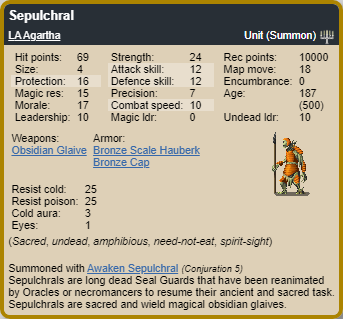 Sepulchral
LA Agartha Unit (Summon)
Hit points: 69 Strength: 24 Rec points: 10000
Size: 4 Attack skill: 12 Map move: 18
Protection: 16 Defence skill: 12 Encumbrance: 0
Magic res: 15 Precision: 7 Age: 187
Morale: 17 Combat speed: 10 (500)
Leadership: 10 Magic ldr: 0 Undead ldr: 10
Weapons: Armor:
Obsidian Glaive Bronze Scale Hauberk
Bronze Cap
Resist cold: 25
Resist poison: 25
Cold aura: 3
Eyes: 1
(Sacred, undead, amphibious, need-not-eat, spirit-sight)
Summoned with Awaken Sepulchral (Conjuration 5)
Sepulchrals are long dead Seal Guards that have been reanimated
by Oracles or necromancers to resume their ancient and sacred task.
Sepulchrals are sacred and wield magical obsidian glaives.